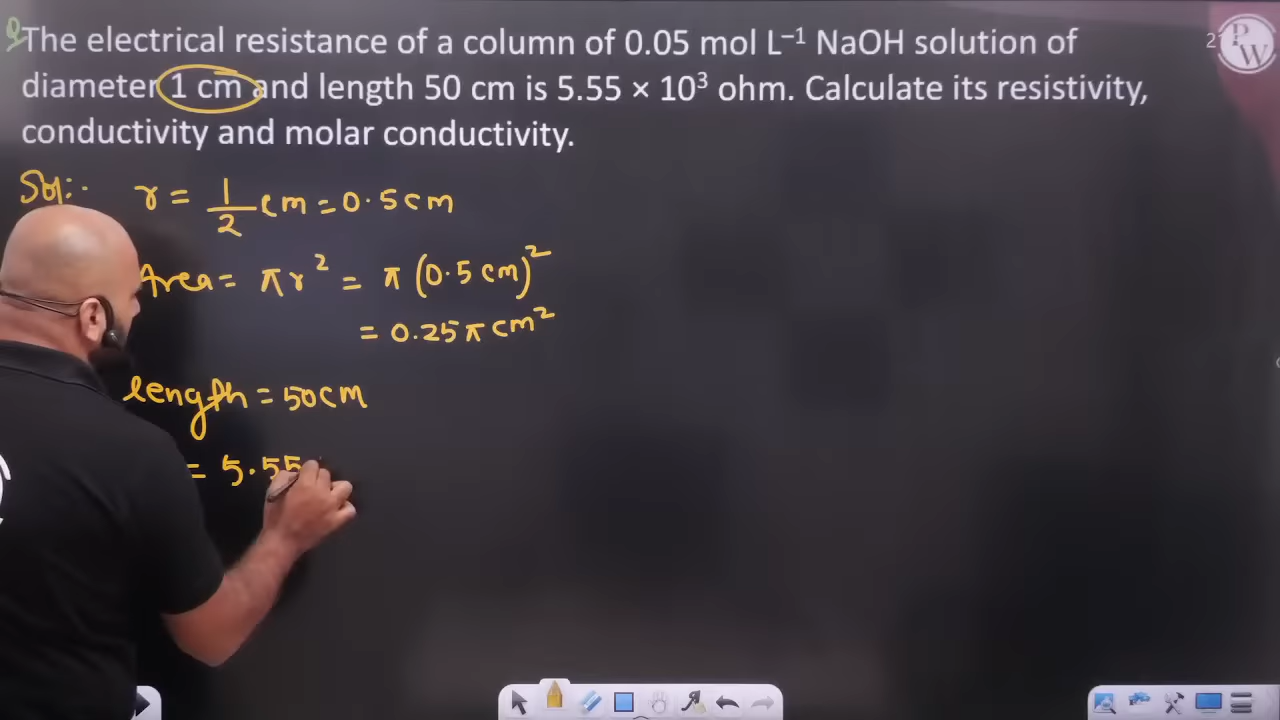 The electrical resistance of a column of 0.05 mol L⁻¹ NaOH solution of
diameter 1 cm and length 50 cm is 5.55 × 10³ ohm. Calculate its resistivity,
conductivity and molar conductivity.
Sol:-
r = 1/2 cm = 0.5 cm
Area = πr² = π (0.5 cm)²
= 0.25π cm²
length = 50 cm
= 5.55
PW